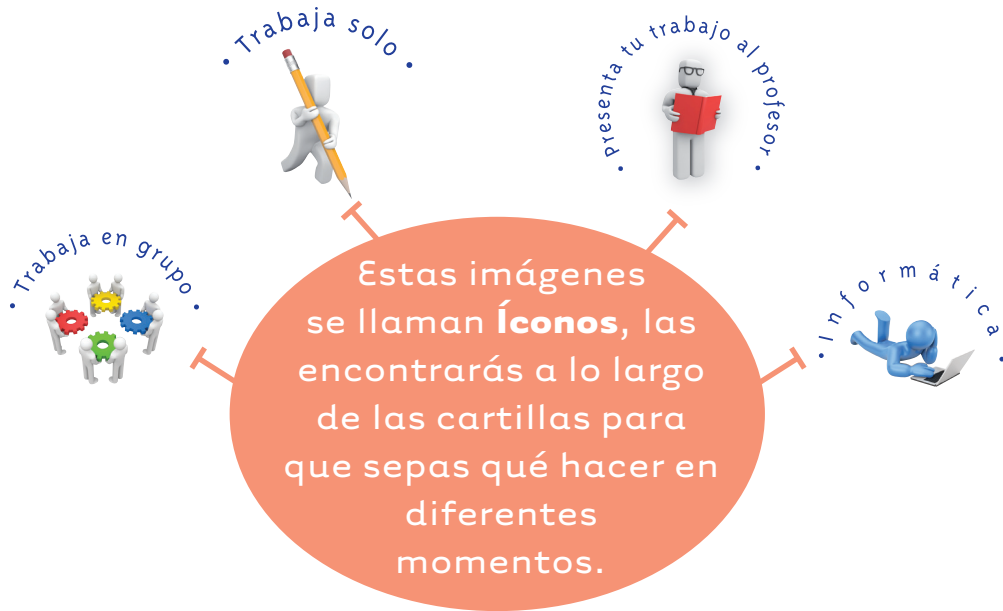 Trabaja solo
Presenta tu trabajo al profesor
Trabaja en grupo
Informática
Estas imágenes
se llaman Íconos, las
encontrarás a lo largo
de las cartillas para
que sepas qué hacer en
diferentes
momentos.